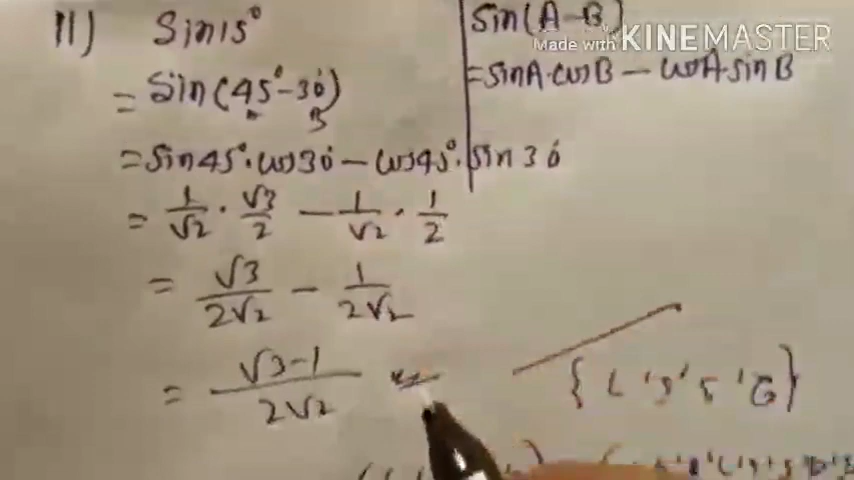 11) Sin15°
= Sin(45°-30°)
A B
= Sin45°.cos30° - cos45°.Sin30°
= 1/√2 . √3/2 - 1/√2 . 1/2
= √3/2√2 - 1/2√2
= √3-1/2√2
Sin(A-B)
= SinA.cosB - cosA.SinB
Made with KINEMASTER